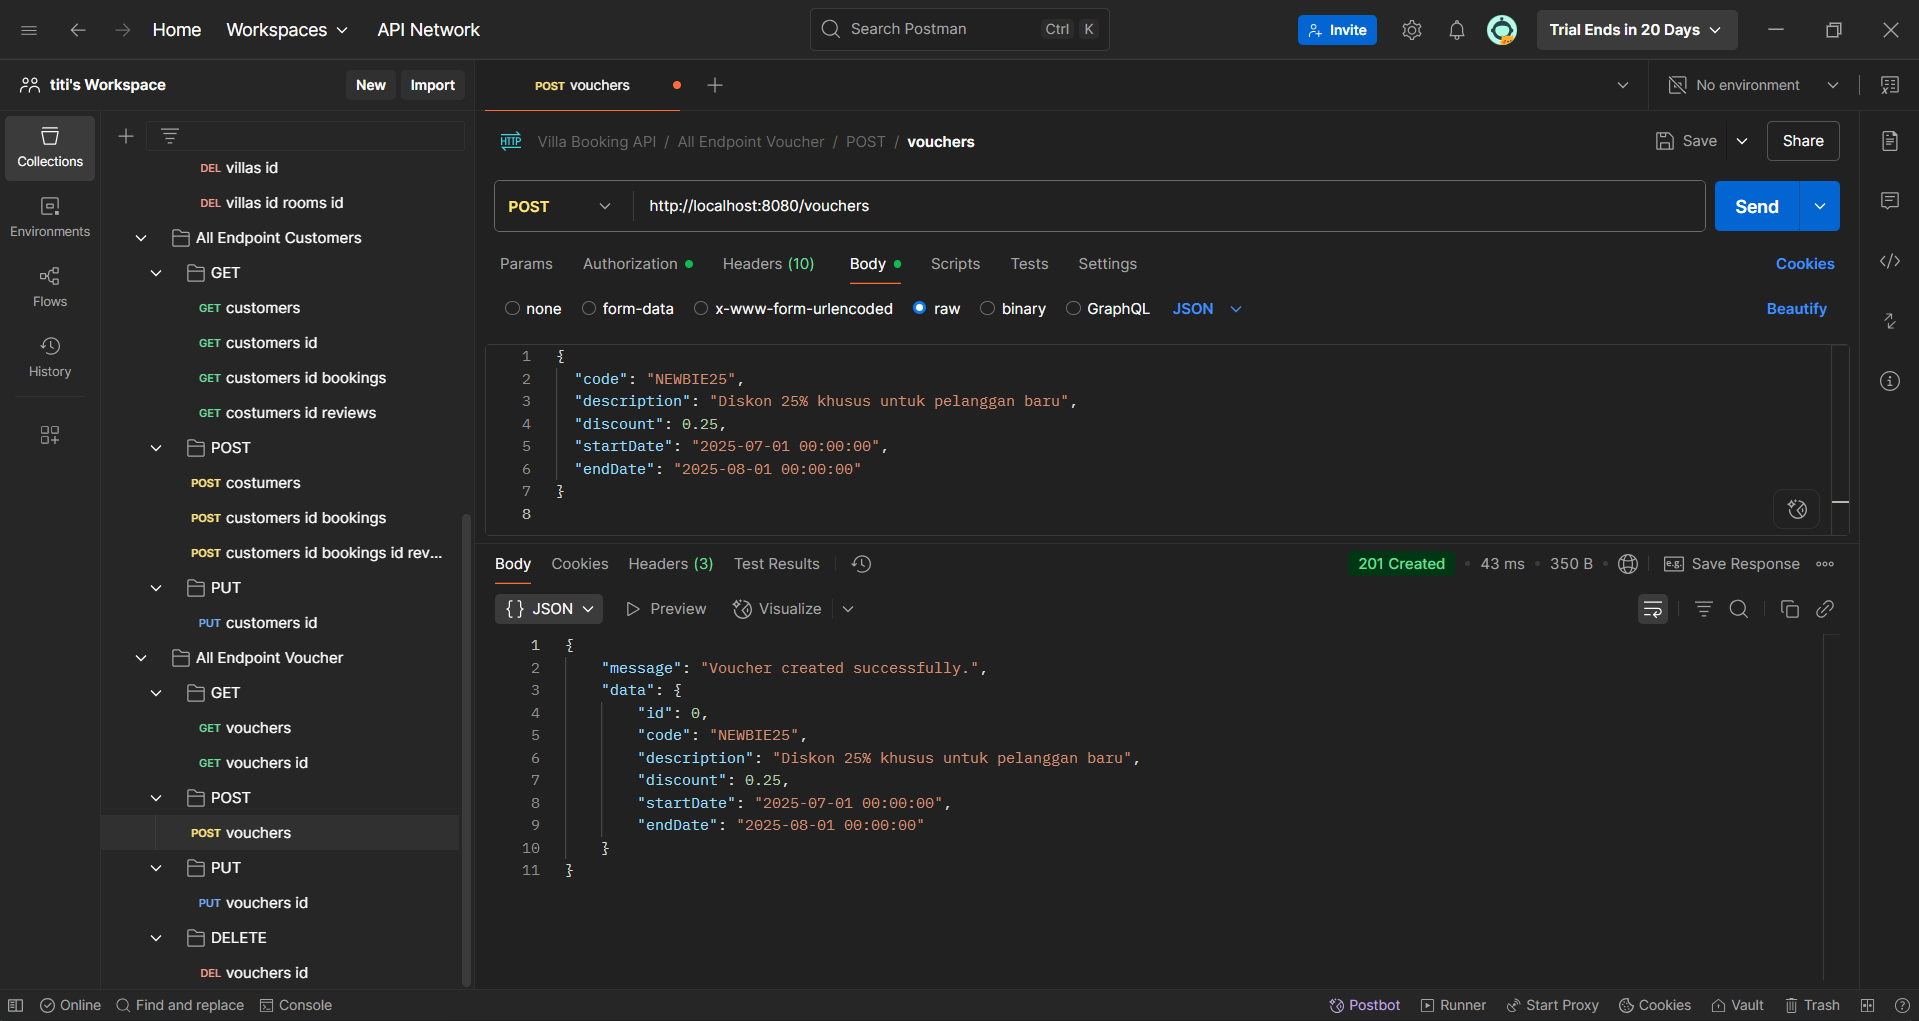 Home
Workspaces
API Network
Search Postman
Ctrl K
Invite
Trial Ends in 20 Days
titi's Workspace
New
Import
POST vouchers
No environment
Collections
Environments
Flows
History
DEL villas id
DEL villas id rooms id
All Endpoint Customers
GET
GET customers
GET customers id
GET customers id bookings
GET costumers id reviews
POST
POST costumers
POST customers id bookings
POST customers id bookings id rev...
PUT
PUT customers id
All Endpoint Voucher
GET
GET vouchers
GET vouchers id
POST
POST vouchers
PUT
PUT vouchers id
DELETE
DEL vouchers id
HTTP Villa Booking API / All Endpoint Voucher / POST / vouchers
Save
Share
POST
http://localhost:8080/vouchers
Send
Params Authorization Headers (10) Body Scripts Tests Settings
Cookies
none form-data x-www-form-urlencoded raw binary GraphQL JSON
Beautify
1 {
2 "code": "NEWBIE25",
3 "description": "Diskon 25% khusus untuk pelanggan baru",
4 "discount": 0.25,
5 "startDate": "2025-07-01 00:00:00",
6 "endDate": "2025-08-01 00:00:00"
7 }
8
Body Cookies Headers (3) Test Results
201 Created • 43 ms • 350 B •
e.g. Save Response
{} JSON Preview Visualize
1 {
2 "message": "Voucher created successfully.",
3 "data": {
4 "id": 0,
5 "code": "NEWBIE25",
6 "description": "Diskon 25% khusus untuk pelanggan baru",
7 "discount": 0.25,
8 "startDate": "2025-07-01 00:00:00",
9 "endDate": "2025-08-01 00:00:00"
10 }
11 }
Online Find and replace Console
Postbot Runner Start Proxy Cookies Vault Trash